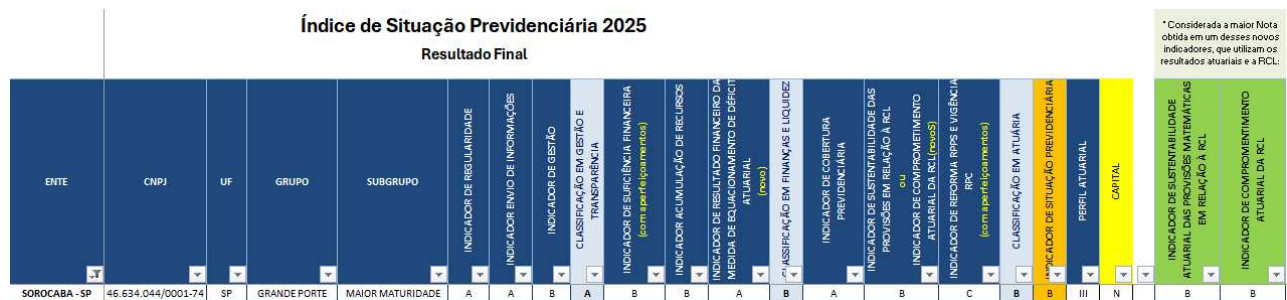 Índice de Situação Previdenciária 2025
Resultado Final
* Considerada a maior Nota
obtida em um desses novos
indicadores, que utilizam os
resultados atuariais e a RCL:
ENTE
CNPJ
UF
GRUPO
SUBGRUPO
INDICADOR DE REGULARIDADE
INDICADOR ENVIO DE INFORMAÇÕES
INDICADOR DE GESTÃO
CLASSIFICAÇÃO EM GESTÃO E
TRANSPARÊNCIA
INDICADOR DE SUFICIÊNCIA FINANCEIRA
(com aperfeiçoamentos)
INDICADOR ACUMULAÇÃO DE RECURSOS
INDICADOR DE RESULTADO FINANCEIRO DA
MEDIDA DE EQUACIONAMENTO DE DÉFICIT
ATUARIAL
(novo)
CLASSIFICAÇÃO EM FINANÇAS E LIQUIDEZ
INDICADOR DE COBERTURA
PREVIDENCIÁRIA
INDICADOR DE SUSTENTABILIDADE DAS
PROVISÕES EM RELAÇÃO À RCL
ou
INDICADOR DE COMPROMETIMENTO
ATUARIAL DA RCL(novoS)
INDICADOR DE REFORMA RPPS E VIGÊNCIA
RPC
(com aperfeiçoamentos)
CLASSIFICAÇÃO EM ATUÁRIA
INDICADOR DE SITUAÇÃO PREVIDENCIÁRIA
PERFIL ATUARIAL
CAPITAL
INDICADOR DE SUSTENTABILIDADE
ATUARIAL DAS PROVISÕES MATEMÁTICAS
EM RELAÇÃO À RCL
INDICADOR DE COMPROMENTIMENTO
ATUARIAL DA RCL
SOROCABA - SP 46.634.044/0001-74 SP GRANDE PORTE MAIOR MATURIDADE A A B A B B A B A B C B B III N B B